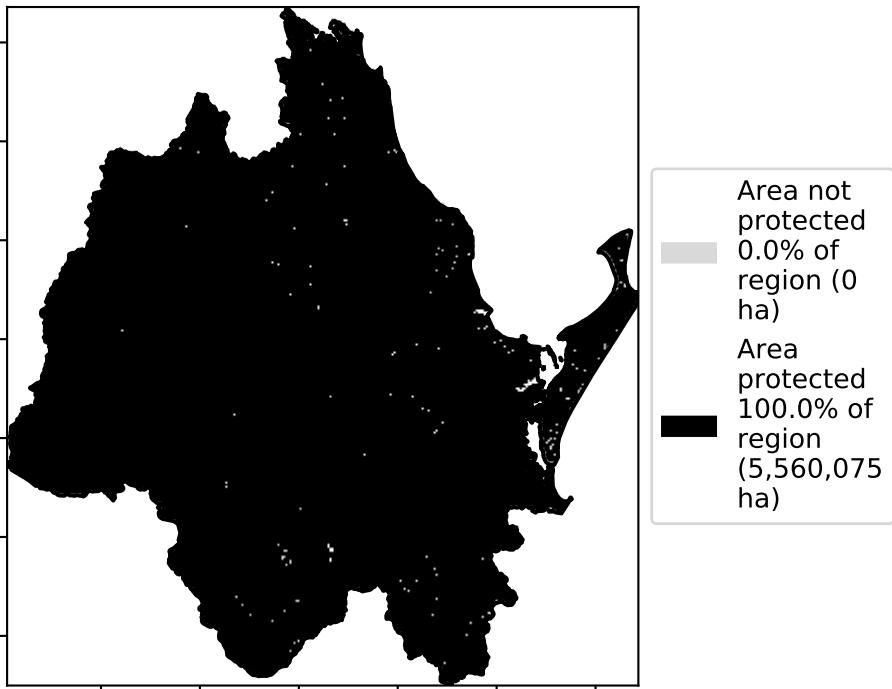 Area not
protected
0.0% of
region (0
ha)
Area
protected
100.0% of
region
(5,560,075
ha)